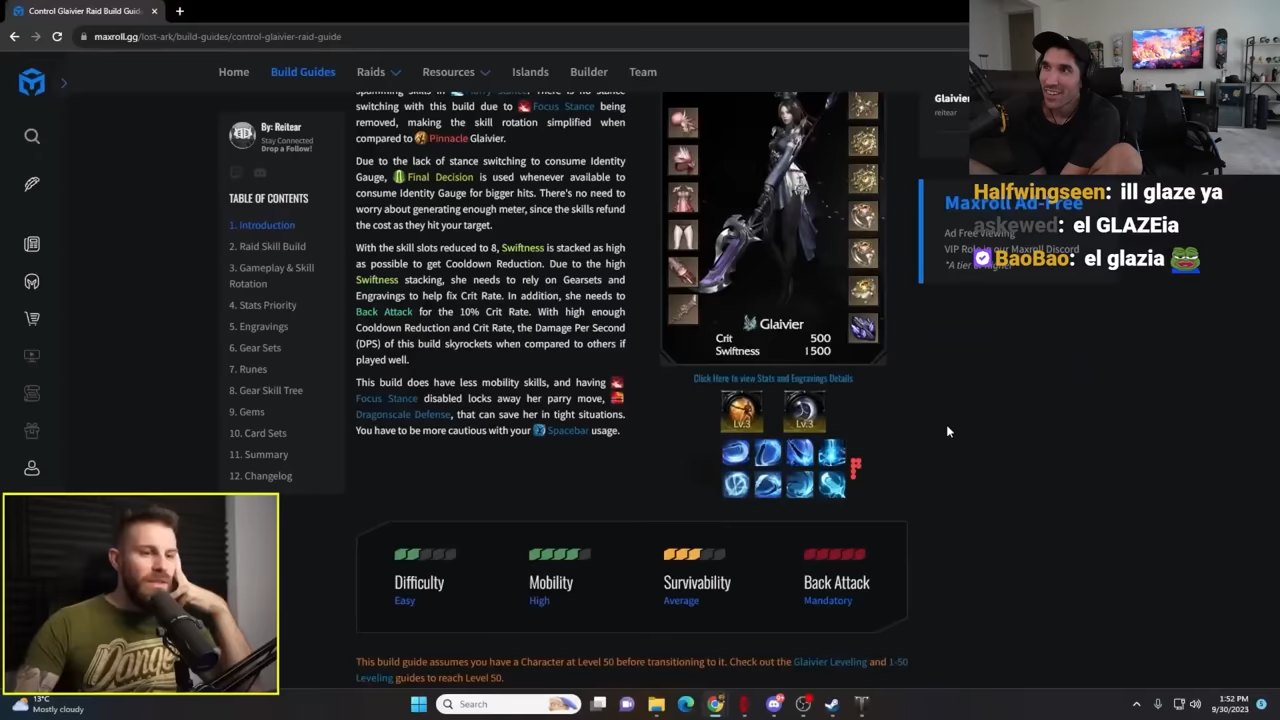 Control Glaivier Raid Build Guid
maxroll.gg/lost-ark/build-guides/control-glaivier-raid-guide
Home
Build Guides
Raids
Resources
Islands
Builder
Team
By: Reitear
Stay Connected
Drop a Follow!
TABLE OF CONTENTS
1. Introduction
2. Raid Skill Build
3. Gameplay & Skill
Rotation
4. Stats Priority
5. Engravings
6. Gear Sets
7. Runes
8. Gear Skill Tree
9. Gems
10. Card Sets
11. Summary
12. Changelog
switching with this build due to Focus Stance being
removed, making the skill rotation simplified when
compared to Pinnacle Glaivier.
Due to the lack of stance switching to consume Identity
Gauge, Final Decision is used whenever available to
consume Identity Gauge for bigger hits. There's no need to
worry about generating enough meter, since the skills refund
the cost as they hit your target.
With the skill slots reduced to 8, Swiftness is stacked as high
as possible to get Cooldown Reduction. Due to the high
Swiftness stacking, she needs to rely on Gearsets and
Engravings to help fix Crit Rate. In addition, she needs to
Back Attack for the 10% Crit Rate. With high enough
Cooldown Reduction and Crit Rate, the Damage Per Second
(DPS) of this build skyrockets when compared to others if
played well.
This build does have less mobility skills, and having
Focus Stance disabled locks away her parry move,
Dragonscale Defense, that can save her in tight situations.
You have to be more cautious with your Spacebar usage.
Glaivier
Crit 500
Swiftness 1500
Click Here to view Stats and Engravings Details
Lv.3
Lv.3
Difficulty
Easy
Mobility
High
Survivability
Average
Back Attack
Mandatory
This build guide assumes you have a Character at Level 50 before transitioning to it. Check out the Glaivier Leveling and 1-50
Leveling guides to reach Level 50.
Glaivier
reitear
Halfwingseen: ill glaze ya
Maxroll Ad-Free
askewed: el GLAZEia
Ad Free Viewing
VIP Role in our Maxroll Discord
BaoBao: el glazia
13°C
Mostly cloudy
Search
1:52 PM
9/30/2023